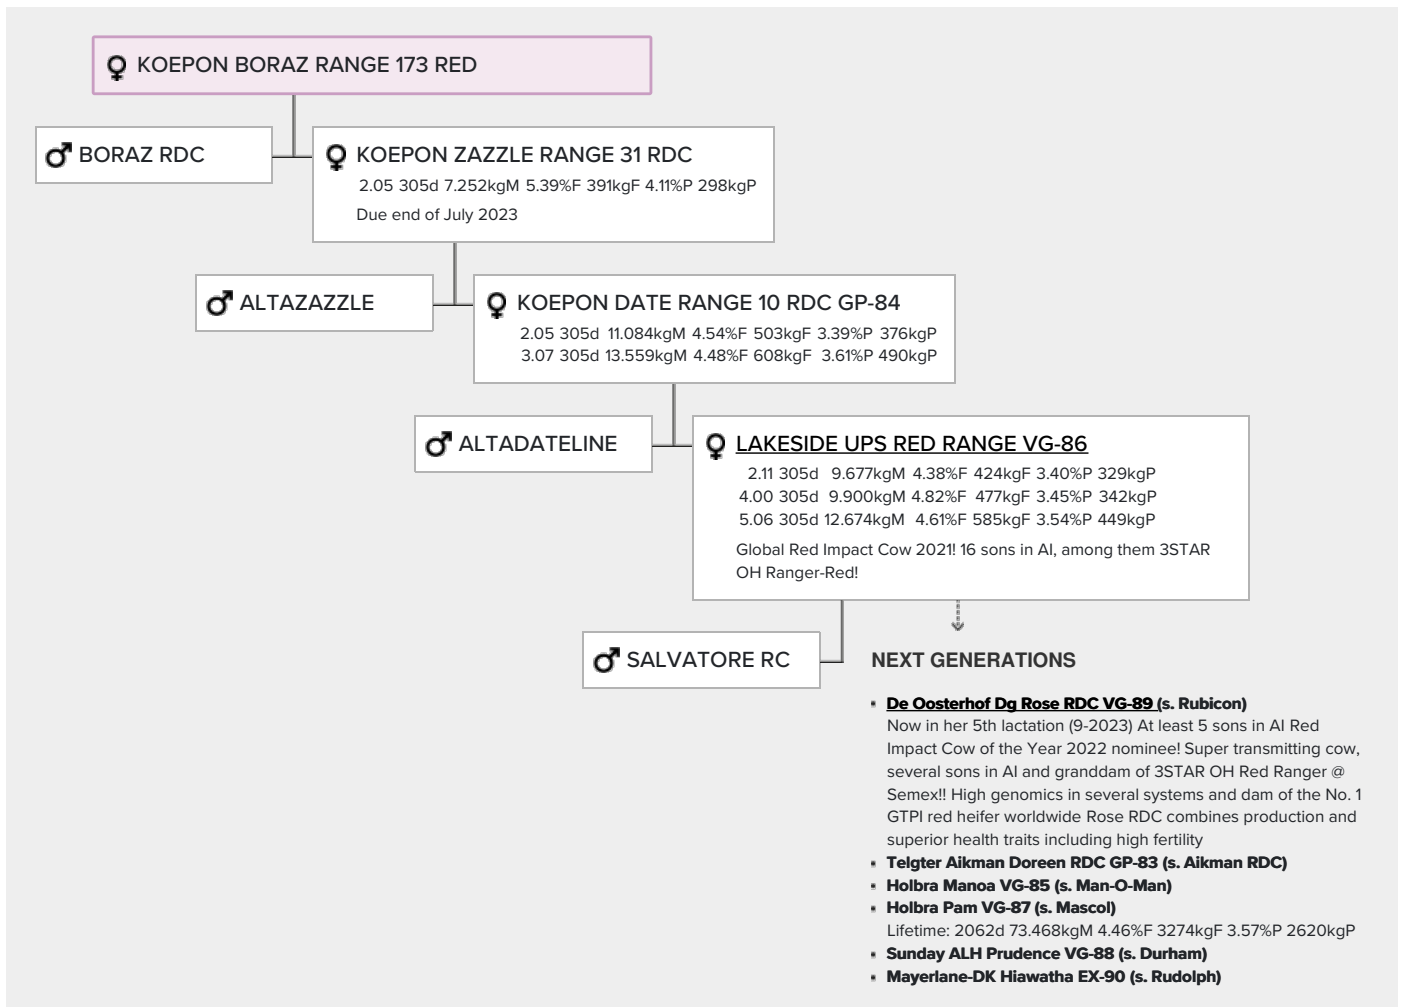 KOEPON BORAZ RANGE 173 RED
BORAZ RDC
KOEPON ZAZZLE RANGE 31 RDC
2.05 305d 7.252kgM 5.39%F 391kgF 4.11%P 298kgP
Due end of July 2023
ALTAZAZZLE
KOEPON DATE RANGE 10 RDC GP-84
2.05 305d 11.084kgM 4.54%F 503kgF 3.39%P 376kgP
3.07 305d 13.559kgM 4.48%F 608kgF 3.61%P 490kgP
ALTADATELINE
LAKESIDE UPS RED RANGE VG-86
2.11 305d 9.677kgM 4.38%F 424kgF 3.40%P 329kgP
4.00 305d 9.900kgM 4.82%F 477kgF 3.45%P 342kgP
5.06 305d 12.674kgM 4.61%F 585kgF 3.54%P 449kgP
Global Red Impact Cow 2021! 16 sons in AI, among them 3STAR
OH Ranger-Red!
SALVATORE RC
NEXT GENERATIONS
De Oosterhof Dg Rose RDC VG-89 (s. Rubicon)
Now in her 5th lactation (9-2023) At least 5 sons in AI Red
Impact Cow of the Year 2022 nominee! Super transmitting cow,
several sons in AI and granddam of 3STAR OH Red Ranger @
Semex!! High genomics in several systems and dam of the No. 1
GTPI red heifer worldwide Rose RDC combines production and
superior health traits including high fertility
Telgter Aikman Doreen RDC GP-83 (s. Aikman RDC)
Holbra Manoa VG-85 (s. Man-O-Man)
Holbra Pam VG-87 (s. Mascol)
Lifetime: 2062d 73.468kgM 4.46%F 3274kgF 3.57%P 2620kgP
Sunday ALH Prudence VG-88 (s. Durham)
Mayerlane-DK Hiawatha EX-90 (s. Rudolph)